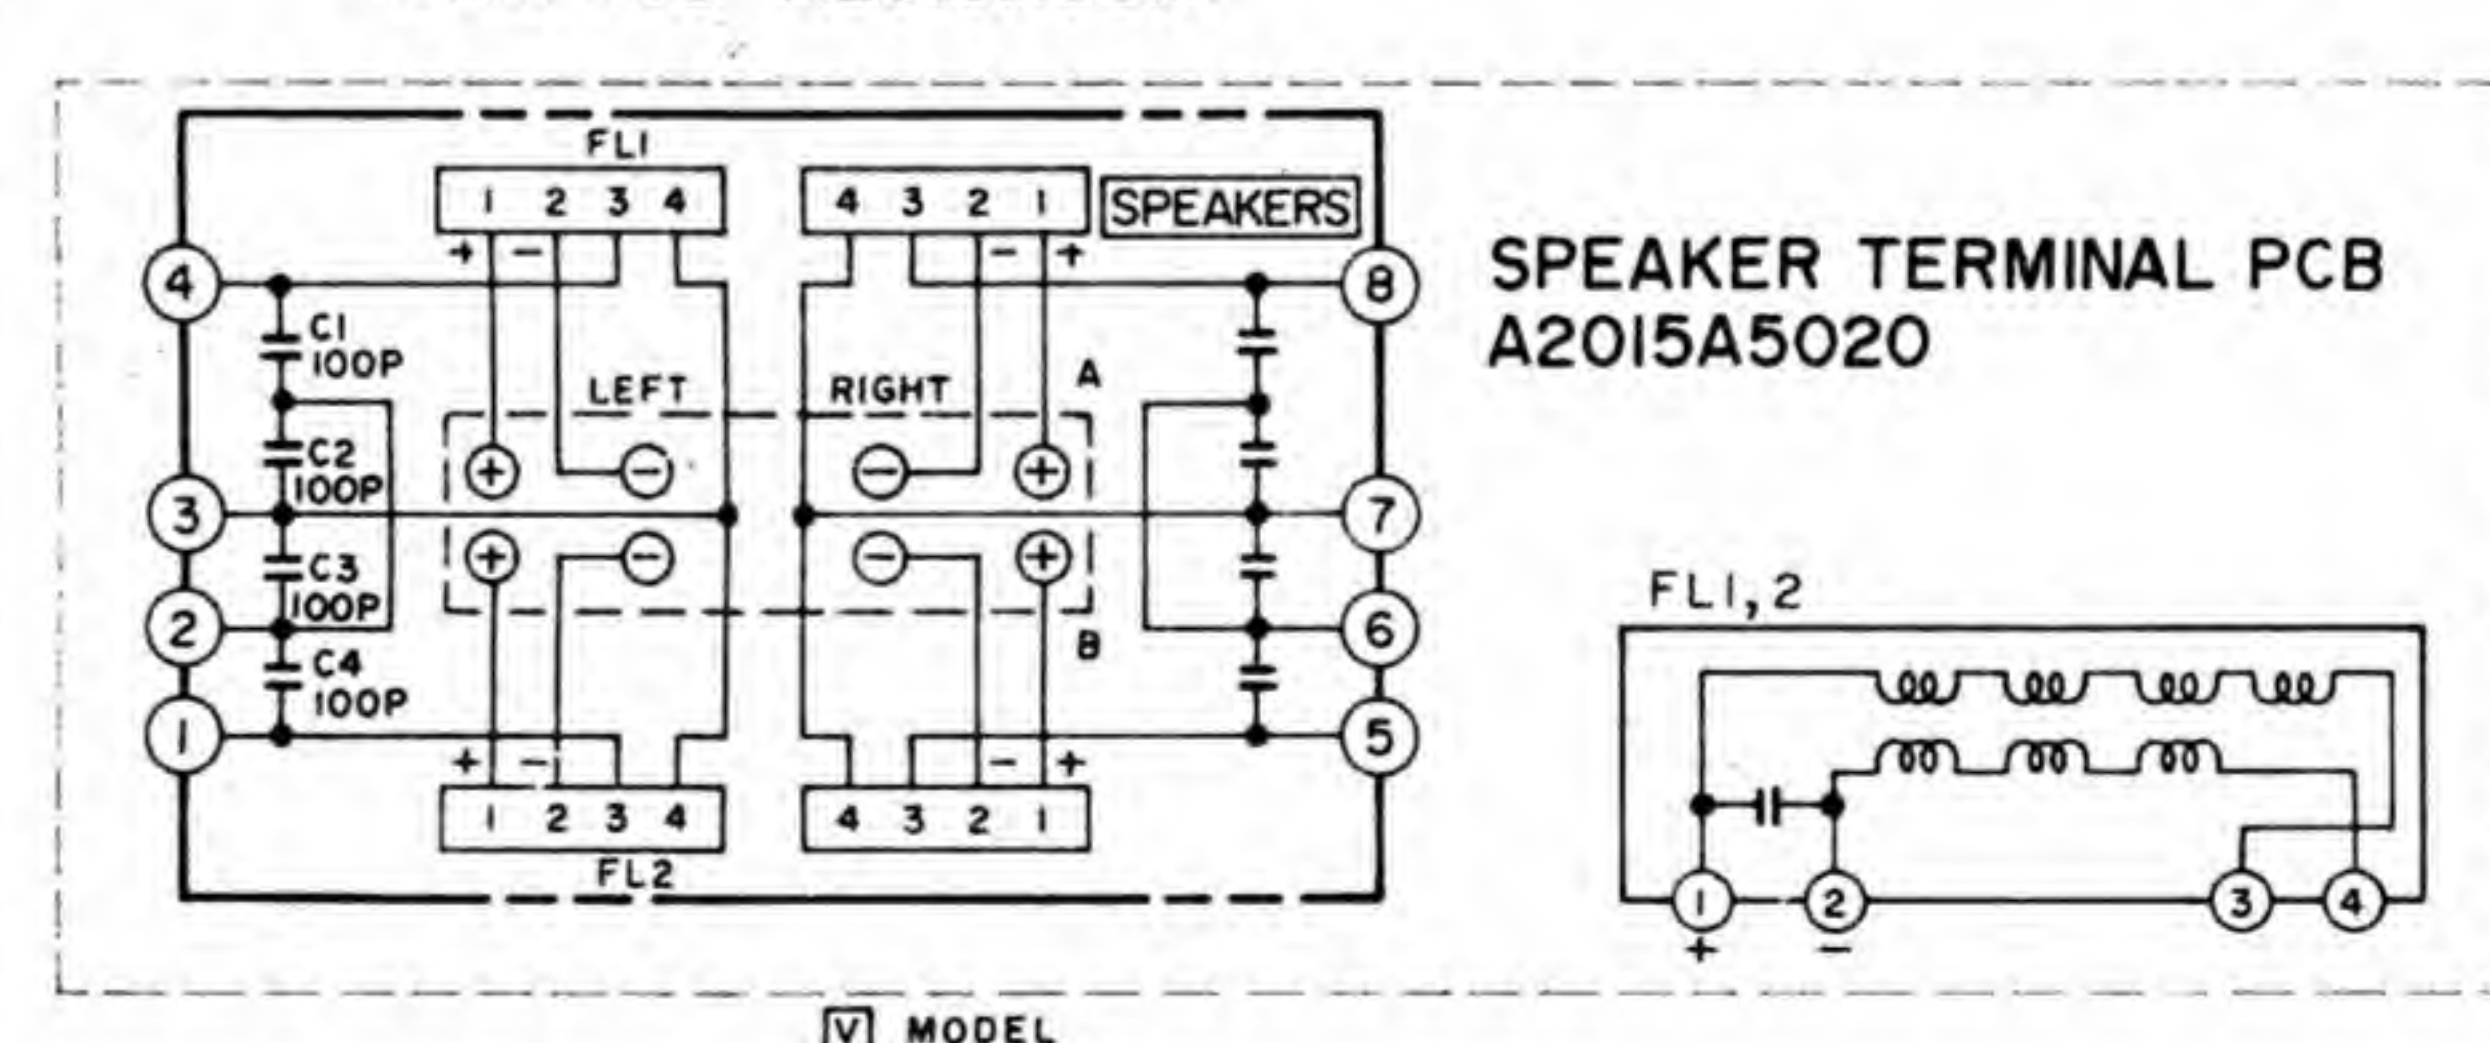 FL1
1 2 3 4
4 3 2 1
SPEAKERS
+ −
− +
4
8
SPEAKER TERMINAL PCB
A2015A5020
C1
100P
LEFT
RIGHT
A
+ −
− +
C2
100P
3
7
+ −
− +
C3
100P
2
6
B
C4
100P
1
5
+ −
− +
1 2 3 4
4 3 2 1
FL2
FL1,2
1 2 3 4
+ −
V MODEL